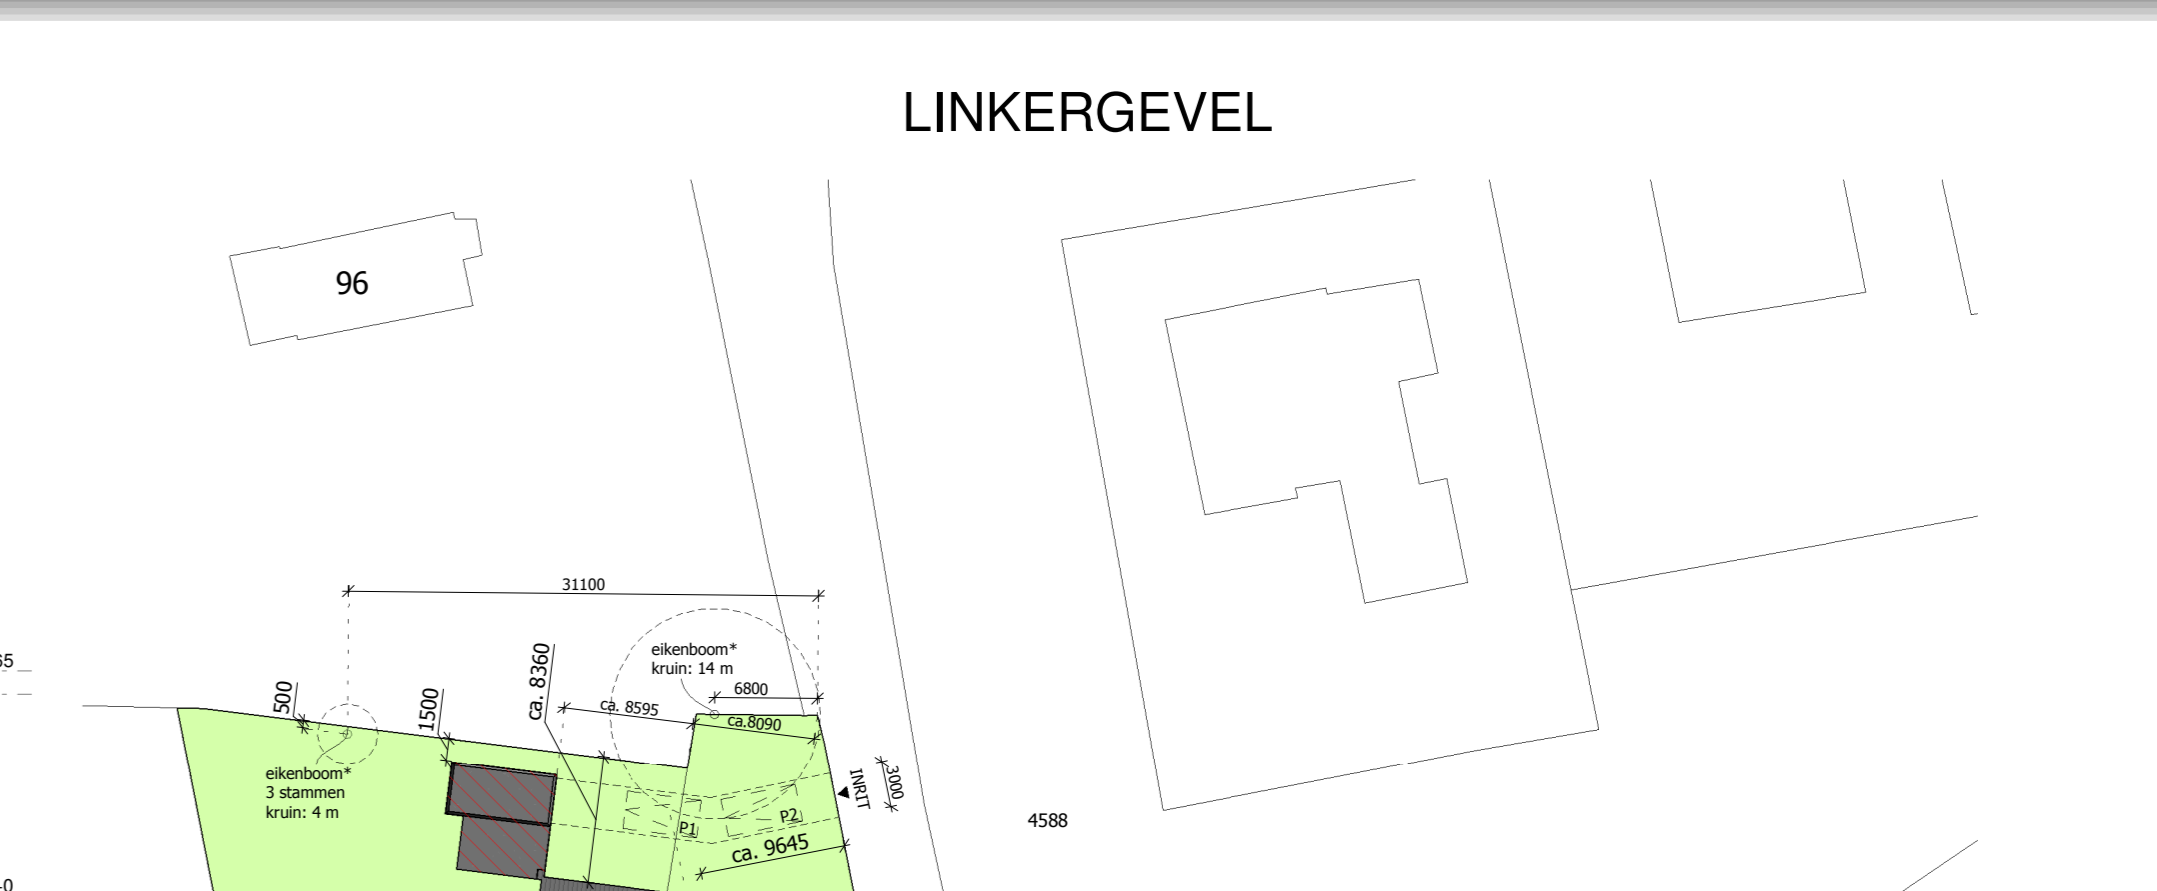 LINKERGEVEL
96
31100
eikenboom*
kruin: 14 m
6800
ca. 8360
ca. 8595
ca.8090
500
1500
eikenboom*
3 stammen
kruin: 4 m
INRIT
3000
P1
P2
ca. 9645
4588